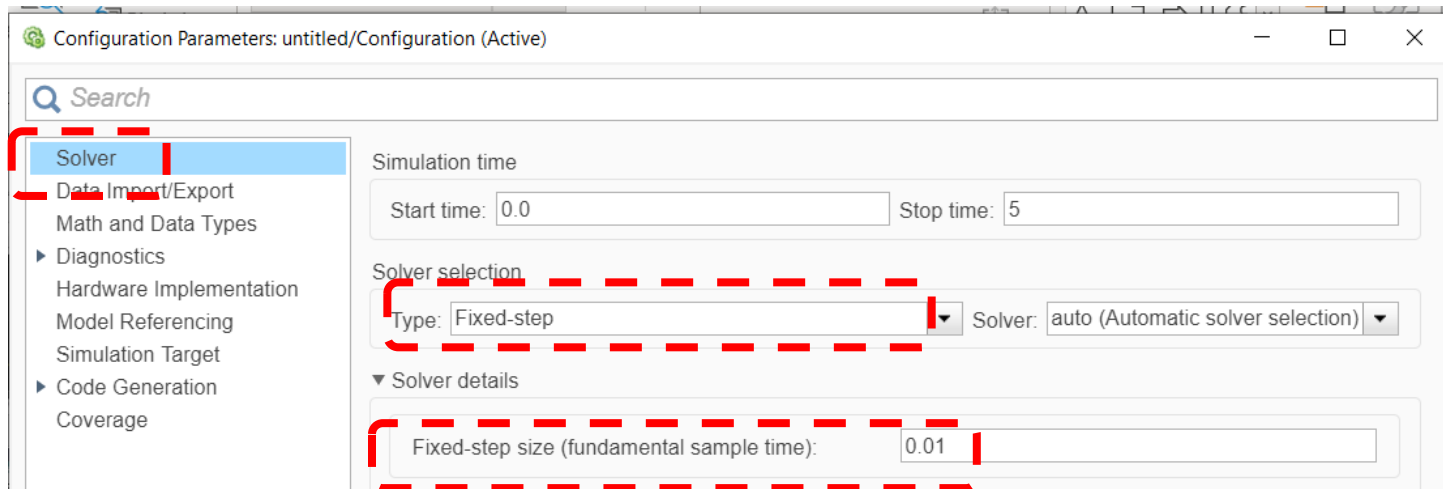 Configuration Parameters: untitled/Configuration (Active)
Search
Solver
Data Import/Export
Math and Data Types
Diagnostics
Hardware Implementation
Model Referencing
Simulation Target
Code Generation
Coverage
Simulation time
Start time: 0.0 Stop time: 5
Solver selection
Type: Fixed-step Solver: auto (Automatic solver selection)
Solver details
Fixed-step size (fundamental sample time): 0.01